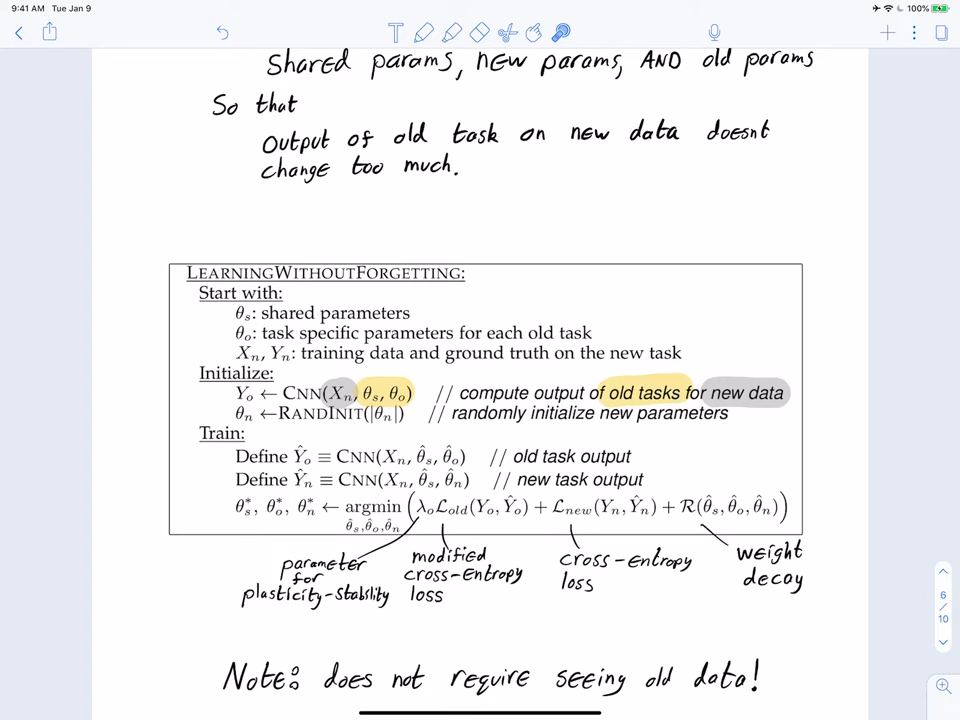 9:41 AM Tue Jan 9
100%
Shared params, new params, AND old params
So that
output of old task on new data doesnt
change too much.
LEARNINGWITHOUTFORGETTING:
Start with:
θs: shared parameters
θo: task specific parameters for each old task
Xn, Yn: training data and ground truth on the new task
Initialize:
Yo ← CNN(Xn, θs, θo) // compute output of old tasks for new data
θn ←RANDINIT(|θn|) // randomly initialize new parameters
Train:
Define Ŷo ≡ CNN(Xn, θ̂s, θ̂o) // old task output
Define Ŷn ≡ CNN(Xn, θ̂s, θ̂n) // new task output
θs*, θo*, θn* ← argmin (λoLold(Yo, Ŷo) + Lnew(Yn, Ŷn) + R(θ̂s, θ̂o, θ̂n))
θ̂s,θ̂o,θ̂n
parameter for plasticity-stability
modified cross-entropy loss
cross-entropy loss
weight decay
6
/
10
Note: does not require seeing old data!